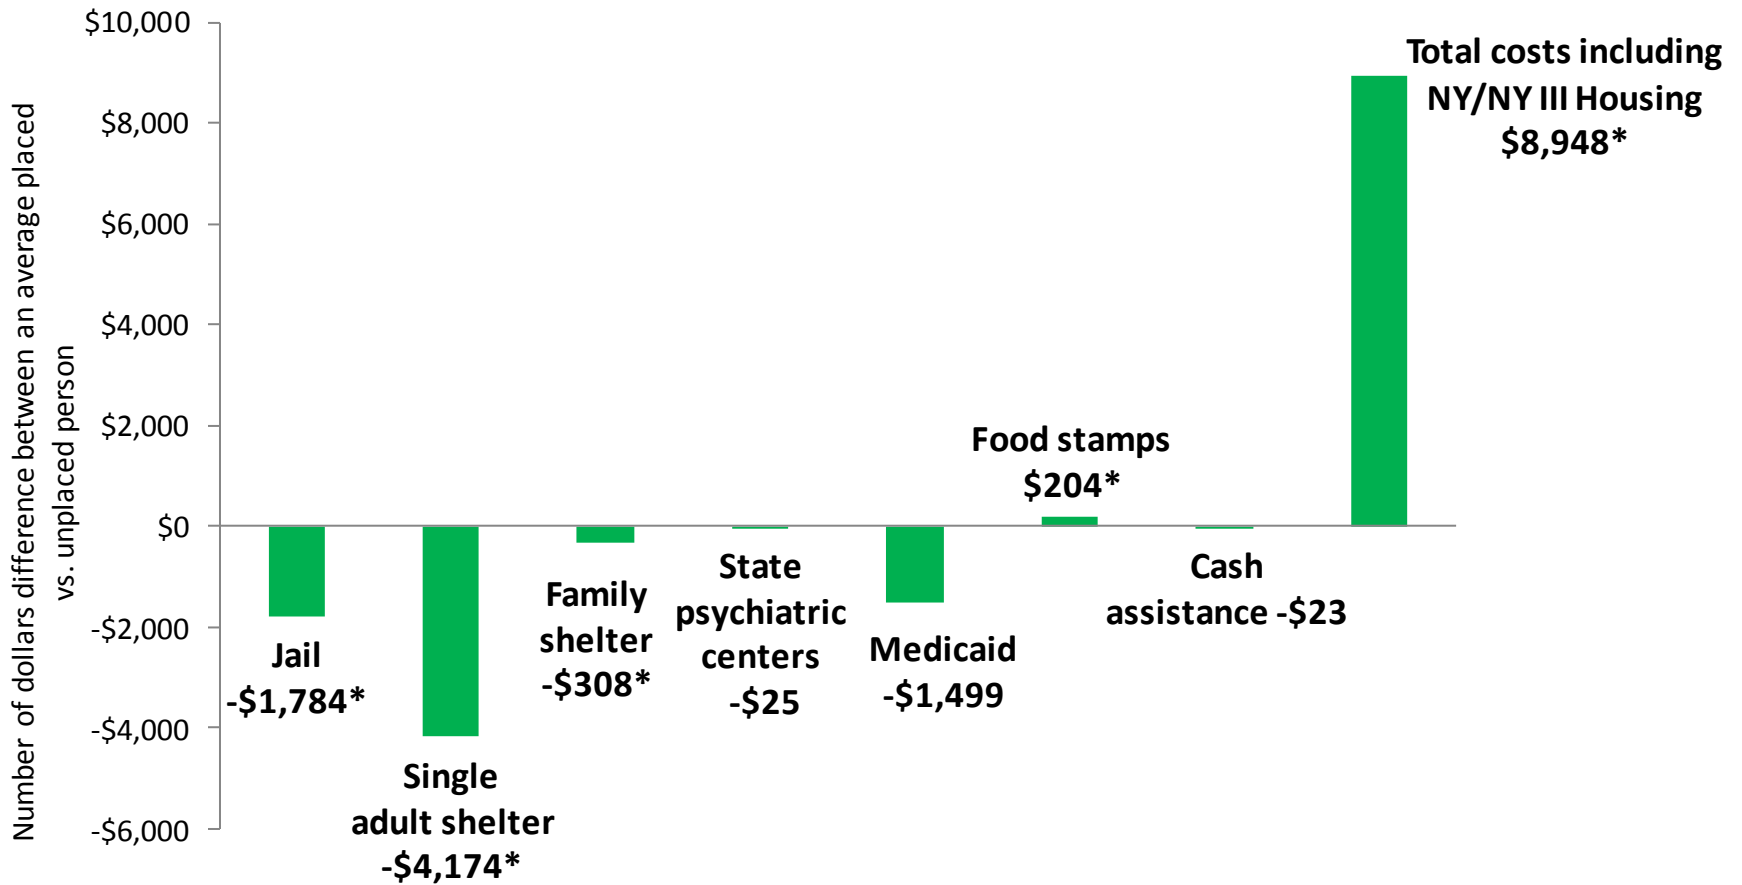 Number of dollars difference between an average placed
vs. unplaced person
$10,000
$8,000
$6,000
$4,000
$2,000
$0
-$2,000
-$4,000
-$6,000
Jail
-$1,784*
Single
adult shelter
-$4,174*
Family
shelter
-$308*
State
psychiatric
centers
-$25
Medicaid
-$1,499
Food stamps
$204*
Cash
assistance -$23
Total costs including
NY/NY III Housing
$8,948*